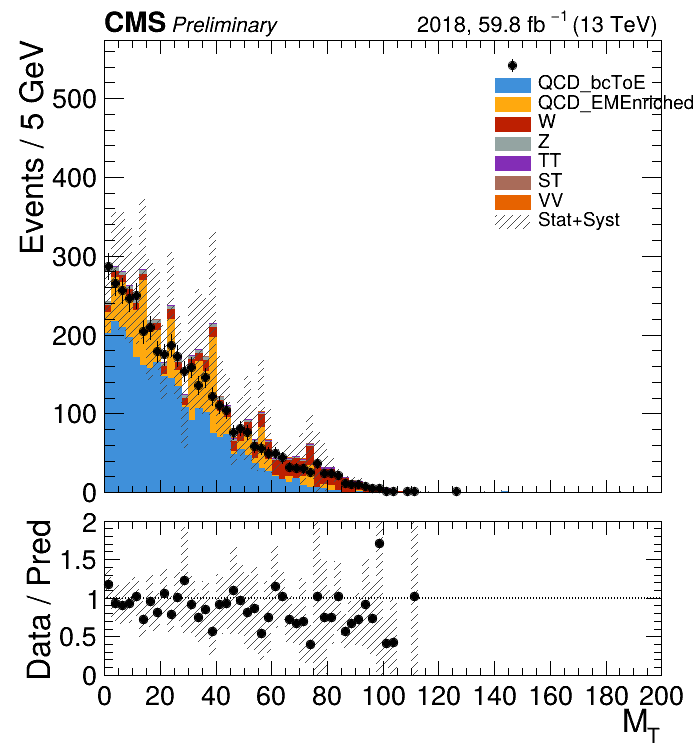 CMS Preliminary 2018, 59.8 fb⁻¹ (13 TeV)
Events / 5 GeV
500
400
300
200
100
0
QCD_bcToE
QCD_EMEnriched
W
Z
TT
ST
VV
Stat+Syst
Data / Pred
2
1.5
1
0.5
0
0 20 40 60 80 100 120 140 160 180 200
M_T